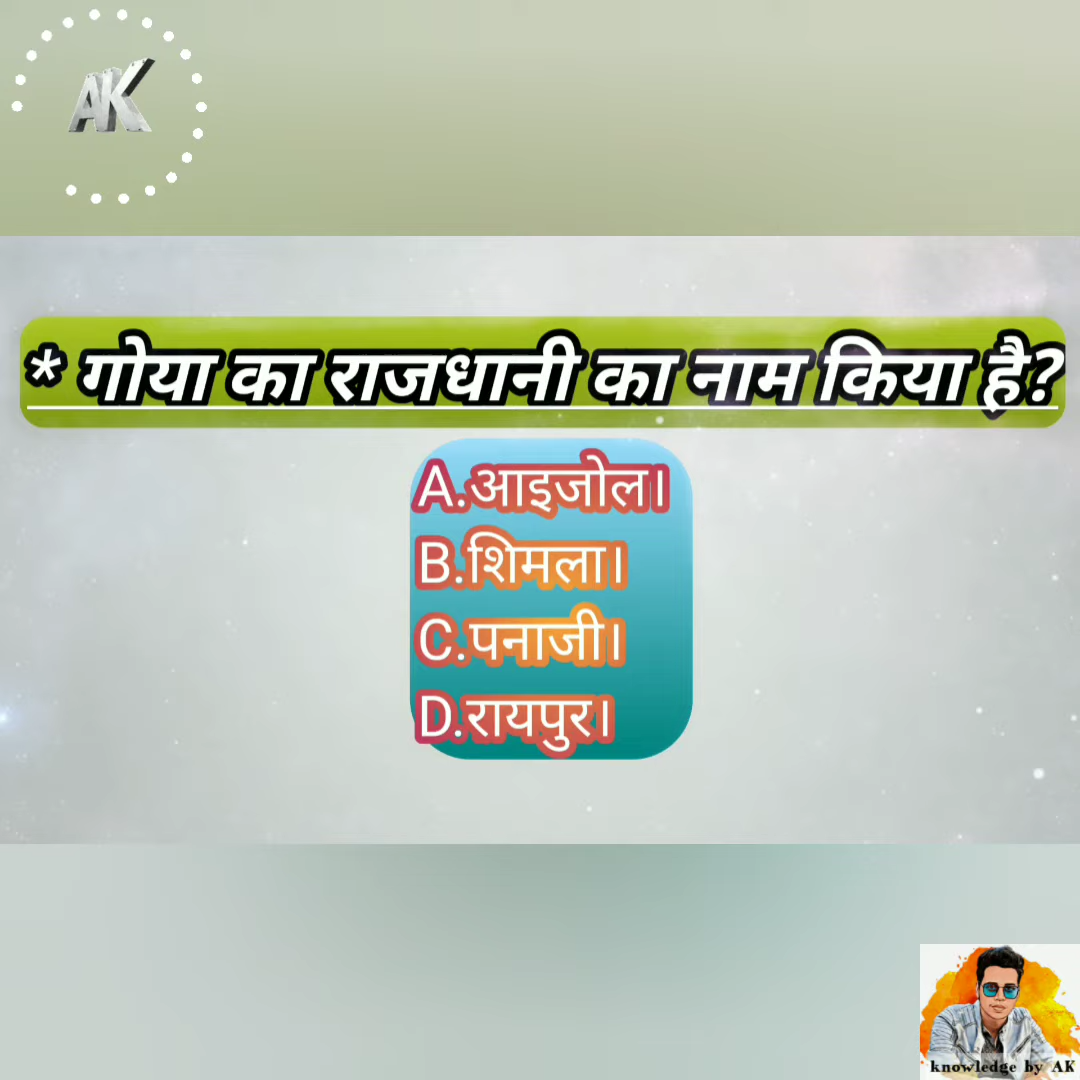 AK
* गोया का राजधानी का नाम किया है?
A.आइजोल।
B.शिमला।
C.पनाजी।
D.रायपुर।
knowledge by AK